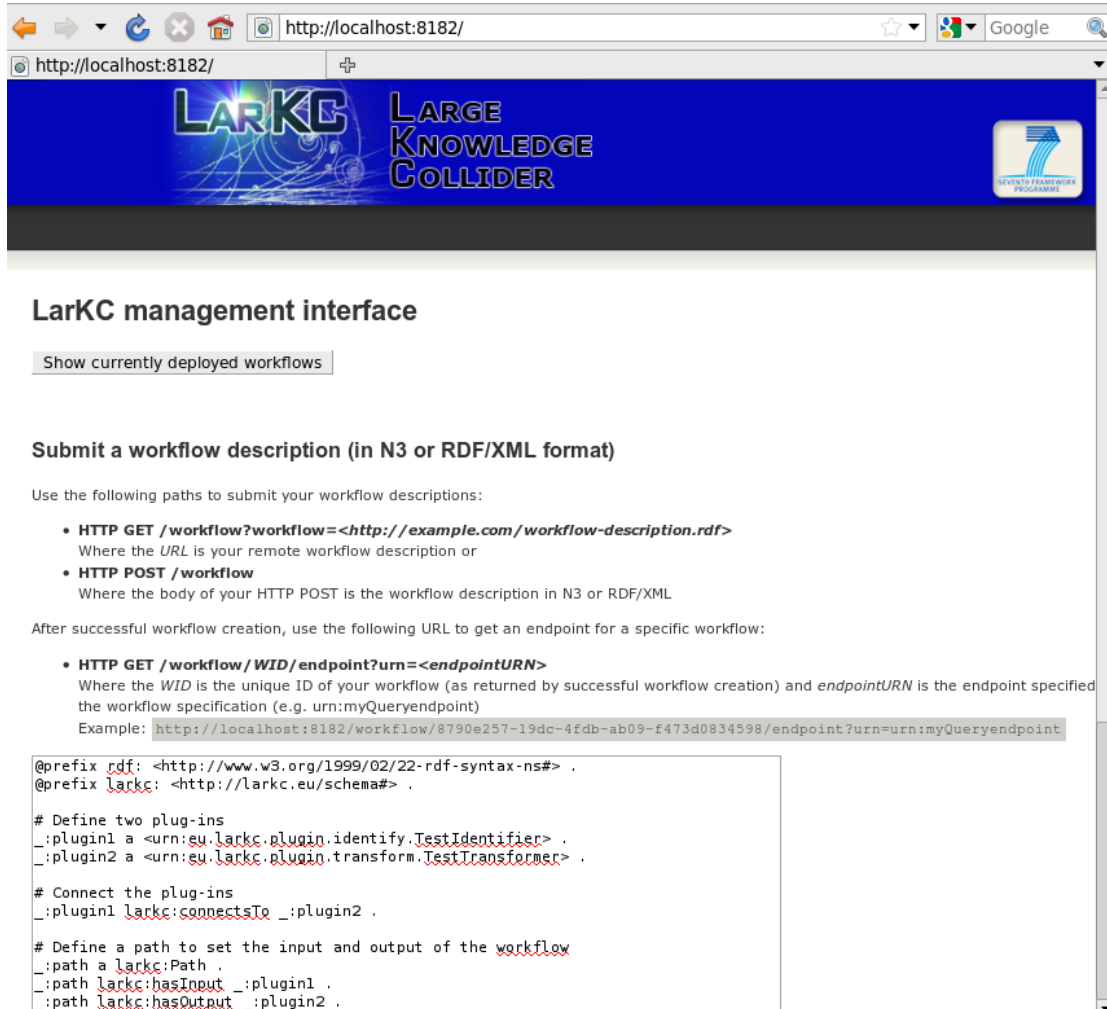 http://localhost:8182/
Google
http://localhost:8182/
LARKC
LARGE
KNOWLEDGE
COLLIDER
7
SEVENTH FRAMEWORK
PROGRAMME
LarKC management interface
Show currently deployed workflows
Submit a workflow description (in N3 or RDF/XML format)
Use the following paths to submit your workflow descriptions:
• HTTP GET /workflow?workflow=<http://example.com/workflow-description.rdf>
Where the URL is your remote workflow description or
• HTTP POST /workflow
Where the body of your HTTP POST is the workflow description in N3 or RDF/XML
After successful workflow creation, use the following URL to get an endpoint for a specific workflow:
• HTTP GET /workflow/WID/endpoint?urn=<endpointURN>
Where the WID is the unique ID of your workflow (as returned by successful workflow creation) and endpointURN is the endpoint specified
the workflow specification (e.g. urn:myQueryendpoint)
Example: http://localhost:8182/workflow/8790e257-19dc-4fdb-ab09-f473d0834598/endpoint?urn=urn:myQueryendpoint
@prefix rdf: <http://www.w3.org/1999/02/22-rdf-syntax-ns#> .
@prefix larkc: <http://larkc.eu/schema#> .
# Define two plug-ins
_:plugin1 a <urn:eu.larkc.plugin.identify.TestIdentifier> .
_:plugin2 a <urn:eu.larkc.plugin.transform.TestTransformer> .
# Connect the plug-ins
_:plugin1 larkc:connectsTo _:plugin2 .
# Define a path to set the input and output of the workflow
_:path a larkc:Path .
_:path larkc:hasInput _:plugin1 .
_:path larkc:hasOutput _:plugin2 .